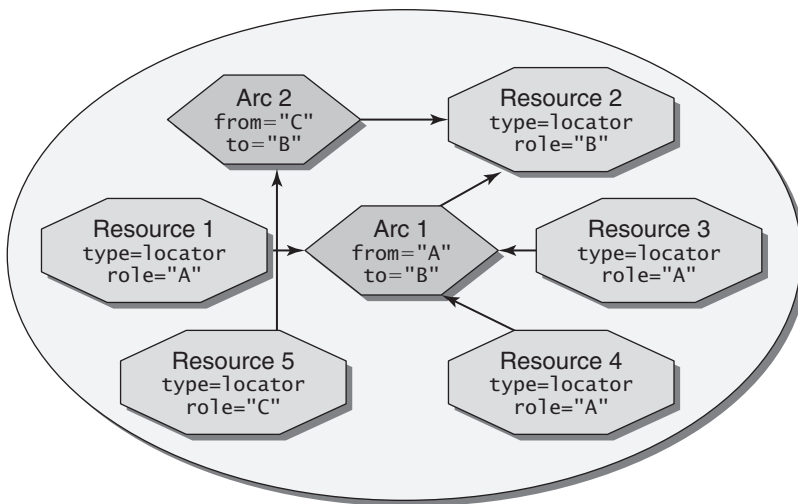 Arc 2
from="C"
to="B"
Resource 2
type=locator
role="B"
Resource 1
type=locator
role="A"
Arc 1
from="A"
to="B"
Resource 3
type=locator
role="A"
Resource 5
type=locator
role="C"
Resource 4
type=locator
role="A"